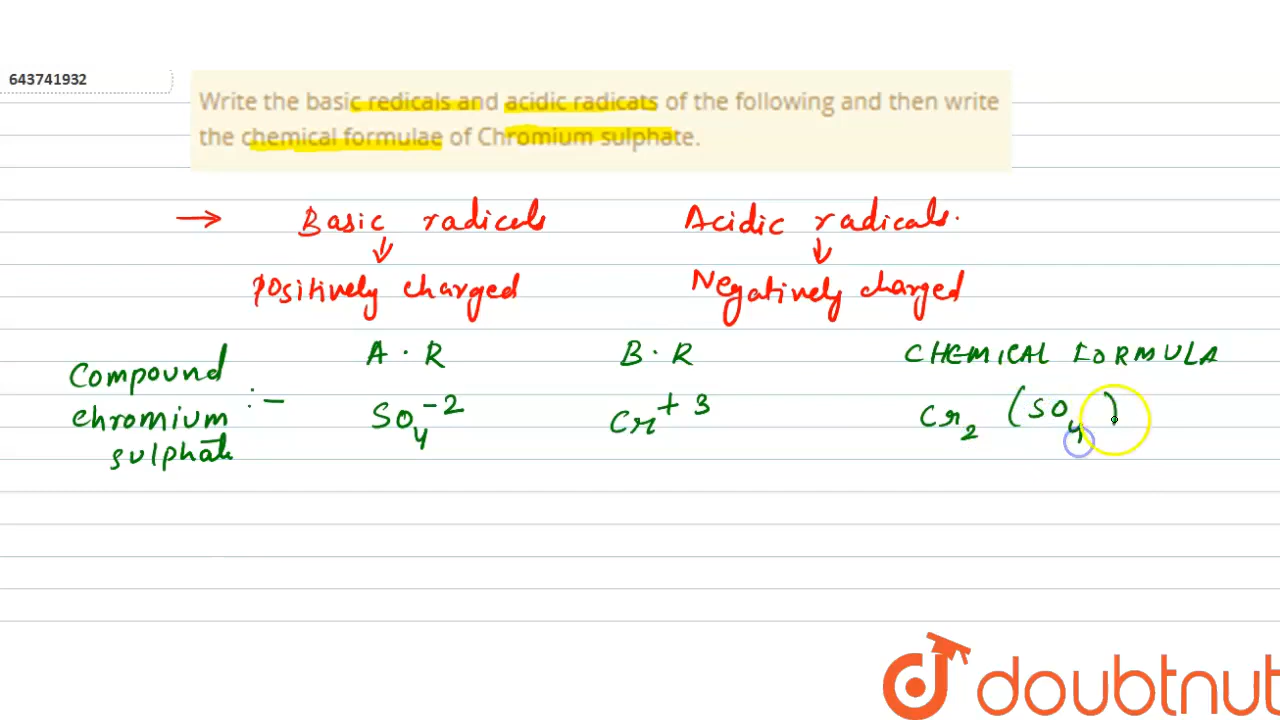 643741932
Write the basic redicals and acidic radicats of the following and then write
the chemical formulae of Chromium sulphate.
→ Basic radicals Acidic radicals.
↓ ↓
Positively charged Negatively charged
A . R B . R CHEMICAL FORMULA
Compound
chromium :- SO₄⁻² Cr⁺³ Cr₂ (SO₄)
sulphate
doubtnut